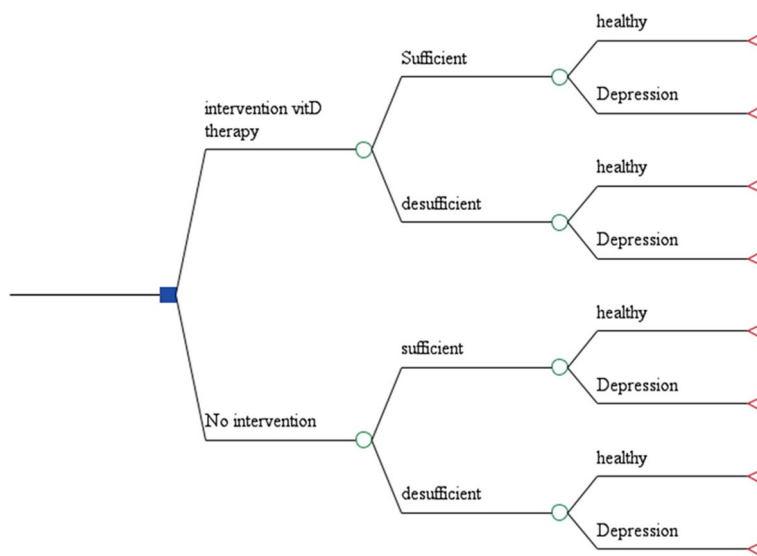 healthy
Sufficient
Depression
intervention vitD
therapy
healthy
desufficient
Depression
healthy
sufficient
Depression
No intervention
healthy
desufficient
Depression